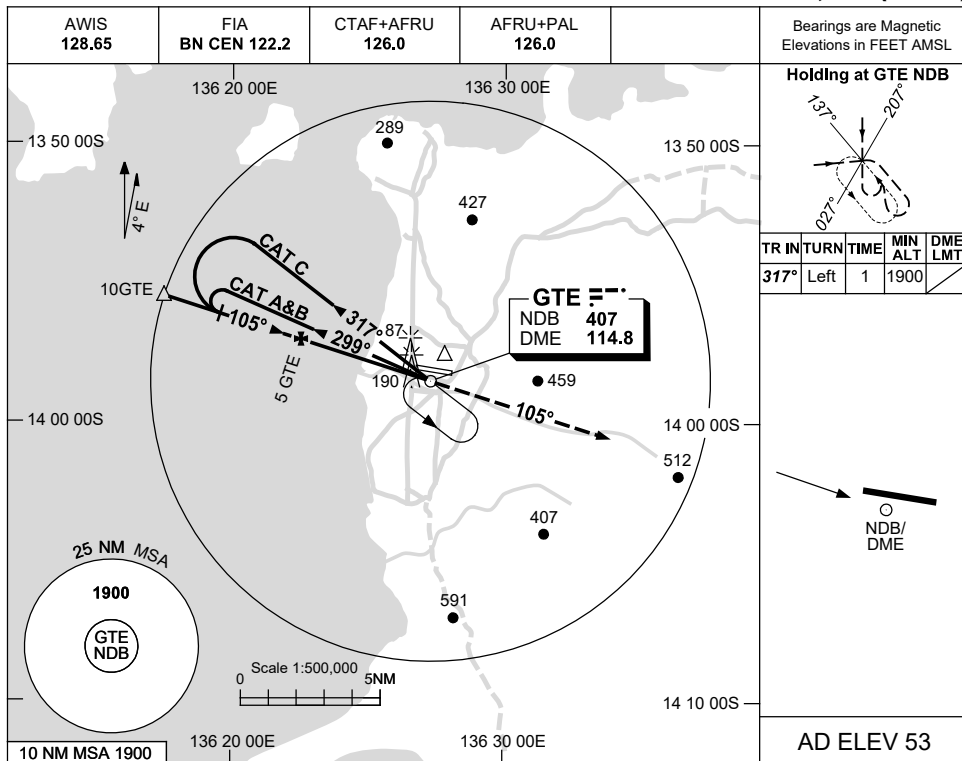 AWIS
128.65
FIA
BN CEN 122.2
CTAF+AFRU
126.0
AFRU+PAL
126.0
Bearings are Magnetic
Elevations in FEET AMSL
136 20 00E
136 30 00E
13 50 00S
13 50 00S
289
427
4° E
CAT C
CAT A&B
10GTE
105°
317°
299°
5 GTE
87
190
GTE
NDB 407
DME 114.8
459
105°
14 00 00S
14 00 00S
512
407
591
25 NM MSA
1900
GTE
NDB
Scale 1:500,000
0
5NM
14 10 00S
10 NM MSA 1900
136 20 00E
136 30 00E
Holding at GTE NDB
137°
207°
027°
TR IN TURN TIME MIN ALT DME LMT
317° Left 1 1900
NDB/
DME
AD ELEV 53